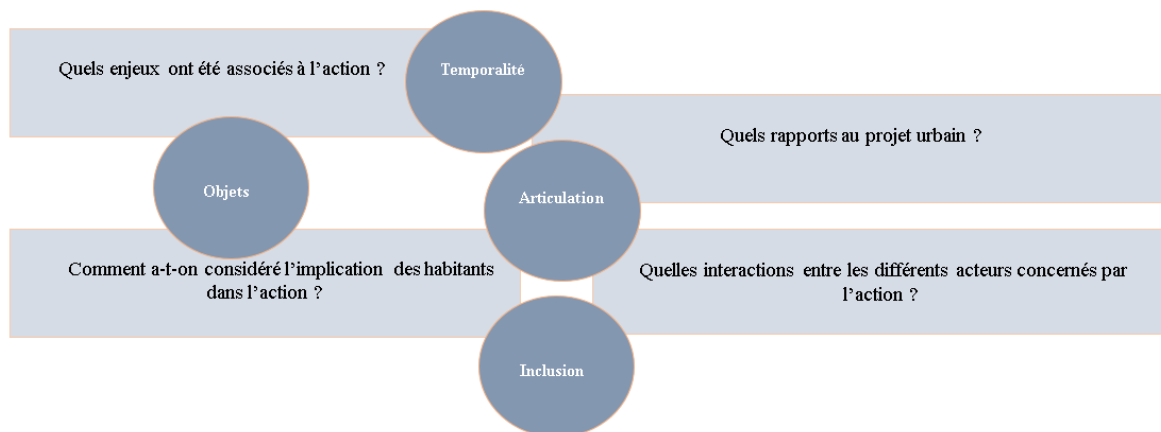 Quels enjeux ont été associés à l'action ?
Temporalité
Quels rapports au projet urbain ?
Objets
Articulation
Comment a-t-on considéré l'implication des habitants
dans l'action ?
Quelles interactions entre les différents acteurs concernés par
l'action ?
Inclusion